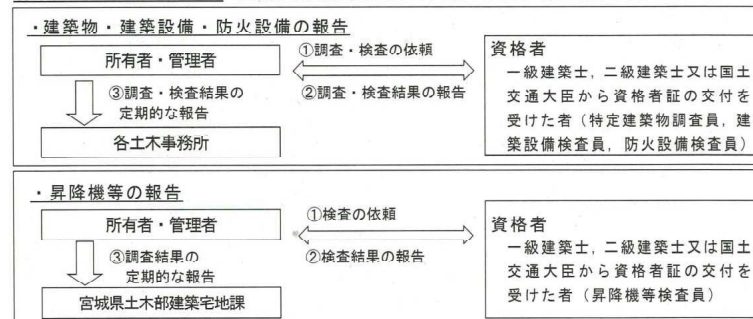 ・建築物・建築設備・防火設備の報告
所有者・管理者
①調査・検査の依頼
②調査・検査結果の報告
③調査・検査結果の
定期的な報告
各土木事務所
資格者
一級建築士，二級建築士又は国土
交通大臣から資格者証の交付を
受けた者（特定建築物調査員，建
築設備検査員，防火設備検査員）
・昇降機等の報告
所有者・管理者
①検査の依頼
②検査結果の報告
③調査結果の
定期的な報告
宮城県土木部建築宅地課
資格者
一級建築士，二級建築士又は国土
交通大臣から資格者証の交付を
受けた者（昇降機等検査員）